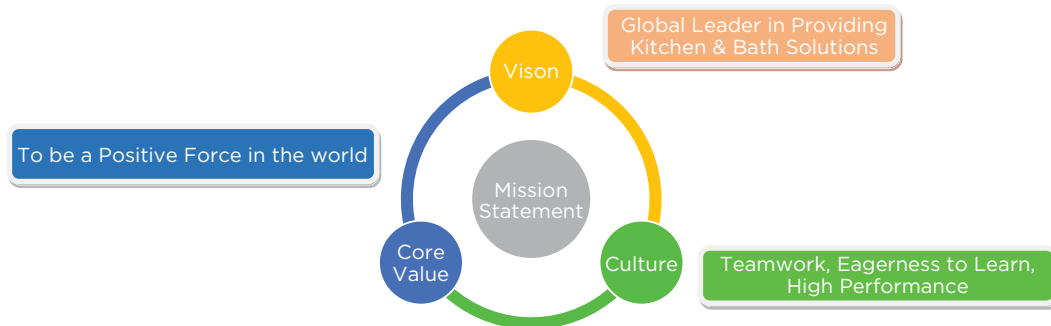 Global Leader in Providing
Kitchen & Bath Solutions
Vison
To be a Positive Force in the world
Mission
Statement
Core
Value
Culture
Teamwork, Eagerness to Learn,
High Performance